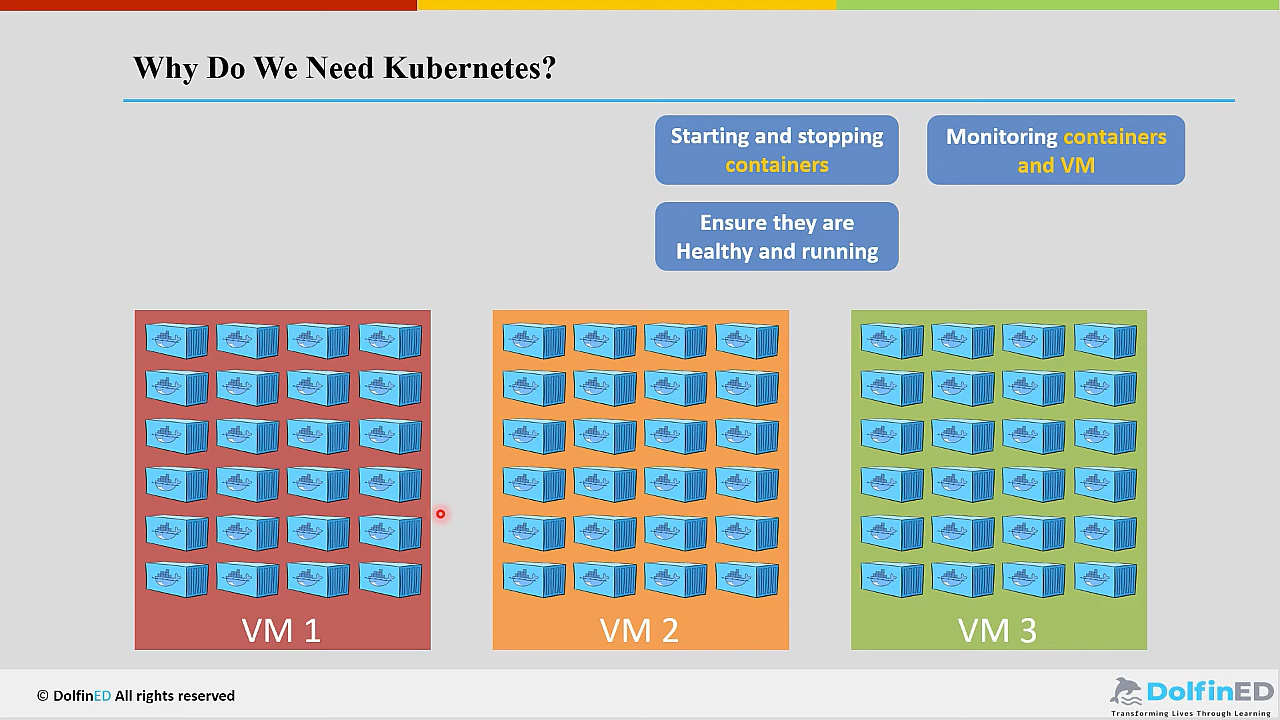 Why Do We Need Kubernetes?
Starting and stopping
containers
Monitoring containers
and VM
Ensure they are
Healthy and running
VM 1
VM 2
VM 3
© DolfinED All rights reserved
DolfinED
Transforming Lives Through Learning